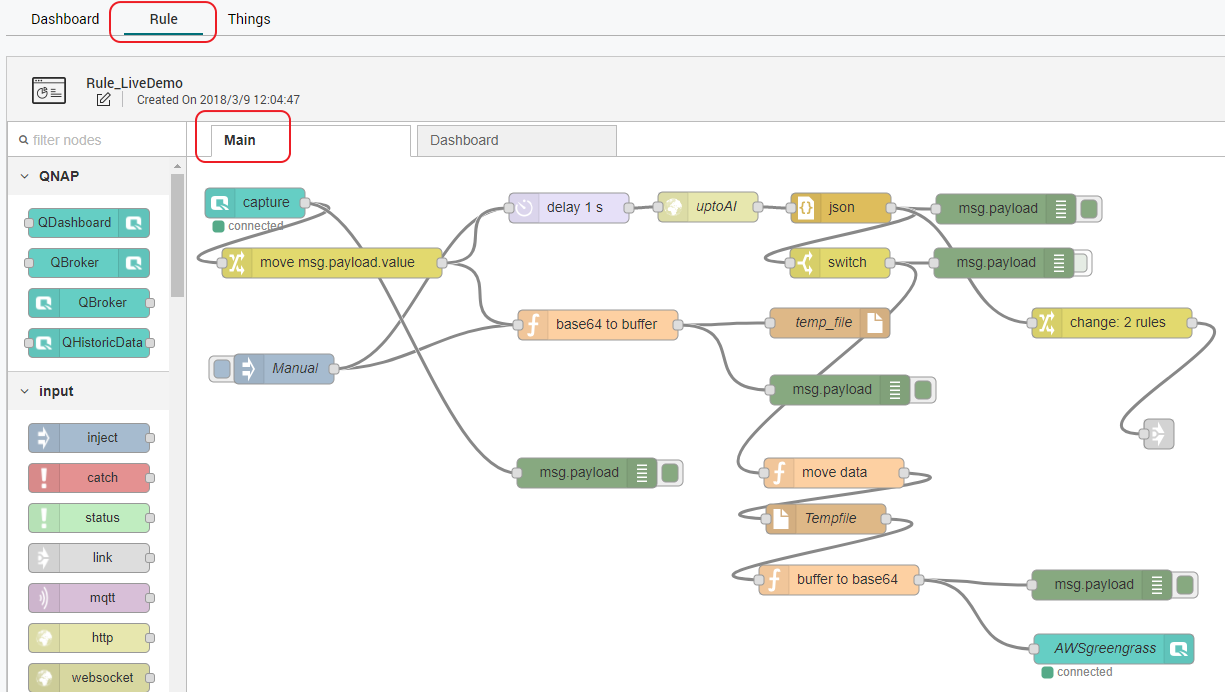 Dashboard Rule Things
Rule_LiveDemo
Created On 2018/3/9 12:04:47
filter nodes
Main Dashboard
QNAP
QDashboard
QBroker
QBroker
QHistoricData
input
inject
catch
status
link
mqtt
http
websocket
capture
connected
move msg.payload.value
Manual
delay 1 s
uptoAI
json
msg.payload
switch
msg.payload
base64 to buffer
temp_file
change: 2 rules
msg.payload
msg.payload
move data
Tempfile
buffer to base64
msg.payload
AWSgreengrass
connected